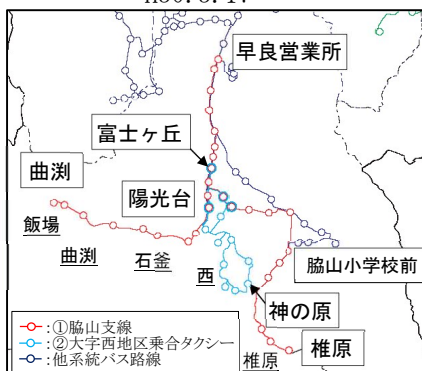 早良営業所
富士ヶ丘
曲渕
陽光台
飯場
曲渕
石釜
西
脇山小学校前
神の原
椎原
椎原
:①脇山支線
:②大字西地区乗合タクシー
:他系統バス路線